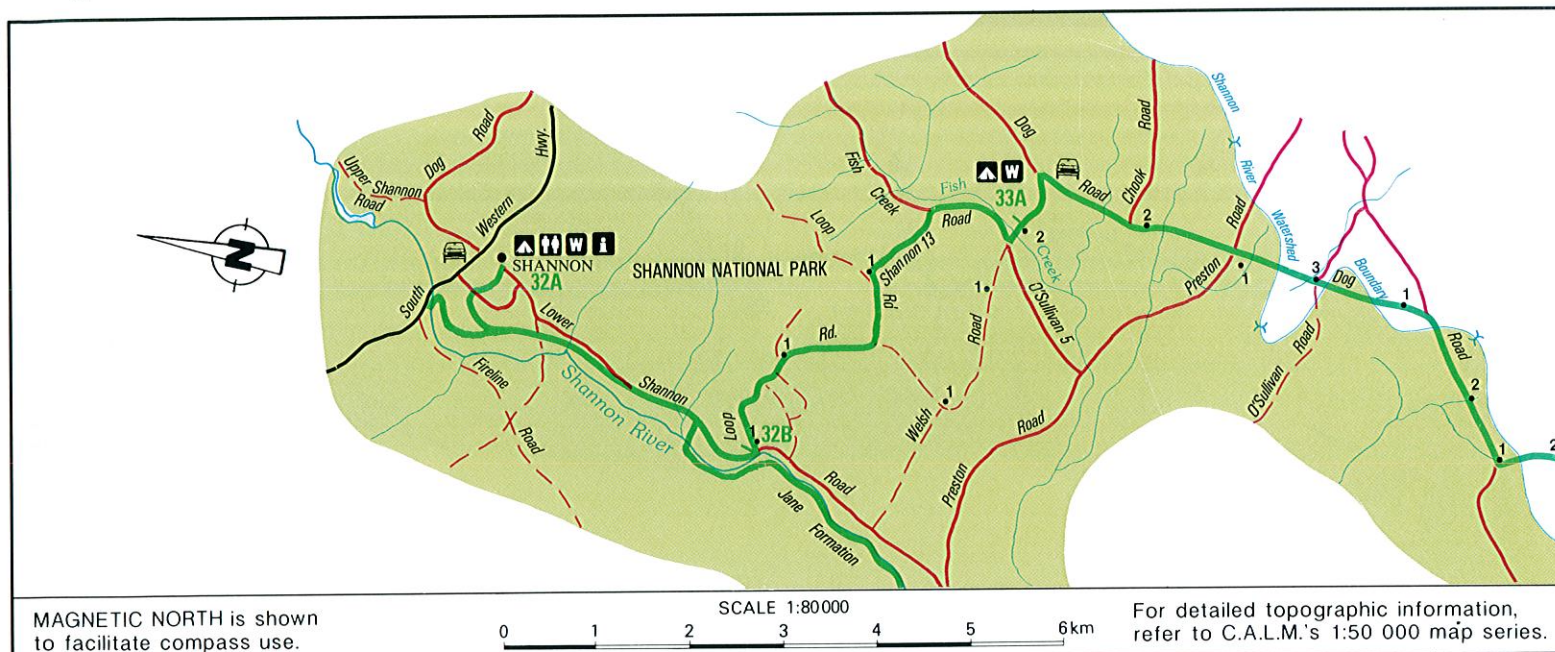 Shannon
River
Watershed
Boundary
Upper
Shannon
Road
Dog
Road
Western
Hwy.
South
N
W
i
SHANNON
32A
SHANNON NATIONAL PARK
Lower
Shannon
Road
Fireline
Road
Shannon River
Jane
Formation
Loop
Rd.
1
32B
1
1
Loop
Fish
Creek
Road
Shannon 13
Rd
Fish
Creek
W
33A
2
Dog
Road
Chook
Road
2
Preston
Road
1
O'Sullivan 5
1
Road
Welsh
1
Preston
Road
3
Dog
Road
1
O'Sullivan
Road
2
1
2
MAGNETIC NORTH is shown
to facilitate compass use.
SCALE 1:80000
0 1 2 3 4 5 6km
For detailed topographic information,
refer to C.A.L.M.'s 1:50 000 map series.